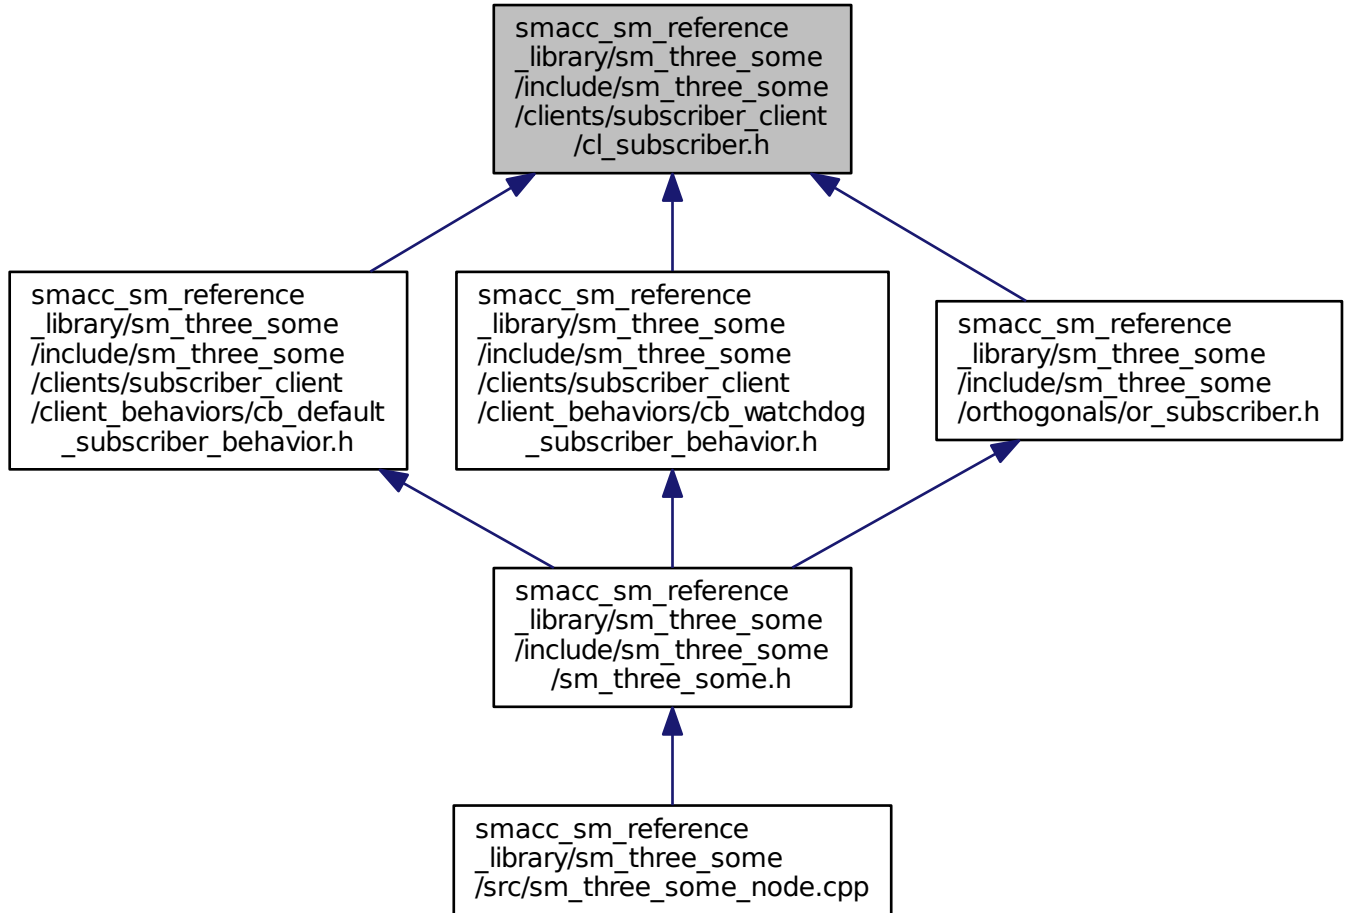 smacc_sm_reference
_library/sm_three_some
/include/sm_three_some
/clients/subscriber_client
/cl_subscriber.h
smacc_sm_reference
_library/sm_three_some
/include/sm_three_some
/clients/subscriber_client
/client_behaviors/cb_default
_subscriber_behavior.h
smacc_sm_reference
_library/sm_three_some
/include/sm_three_some
/clients/subscriber_client
/client_behaviors/cb_watchdog
_subscriber_behavior.h
smacc_sm_reference
_library/sm_three_some
/include/sm_three_some
/orthogonals/or_subscriber.h
smacc_sm_reference
_library/sm_three_some
/include/sm_three_some
/sm_three_some.h
smacc_sm_reference
_library/sm_three_some
/src/sm_three_some_node.cpp